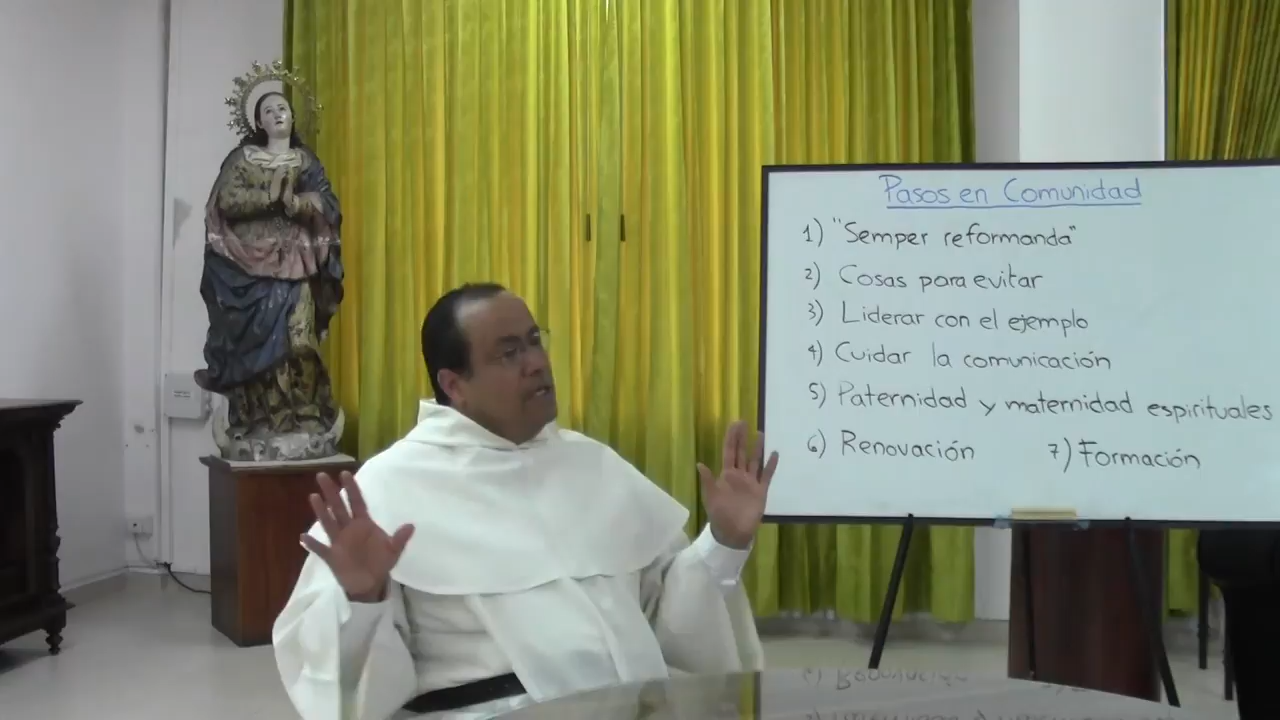 Pasos en Comunidad
1) "Semper reformanda"
2) Cosas para evitar
3) Liderar con el ejemplo
4) Cuidar la comunicación
5) Paternidad y maternidad espirituales
6) Renovación 7) Formación